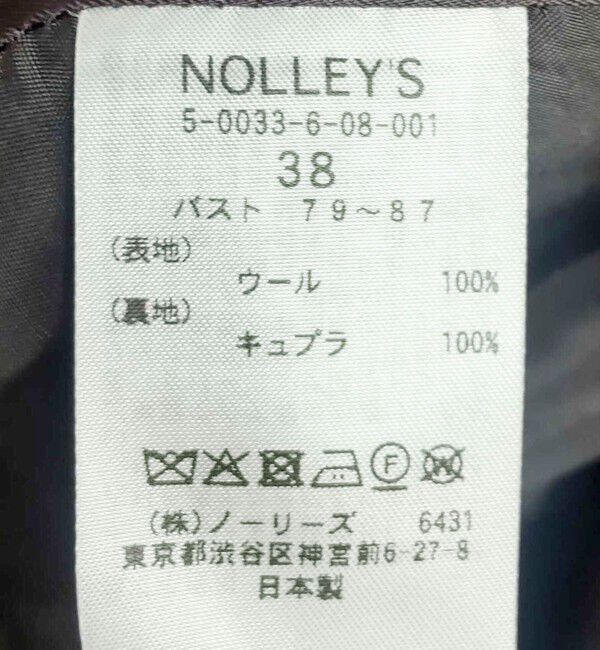 NOLLEY'S
5-0033-6-08-001
38
バスト ７９～８７
(表地)
ウール 100%
(裏地)
キュプラ 100%
F W
(株)ノーリーズ 6431
東京都渋谷区神宮前6-27-8
日本製